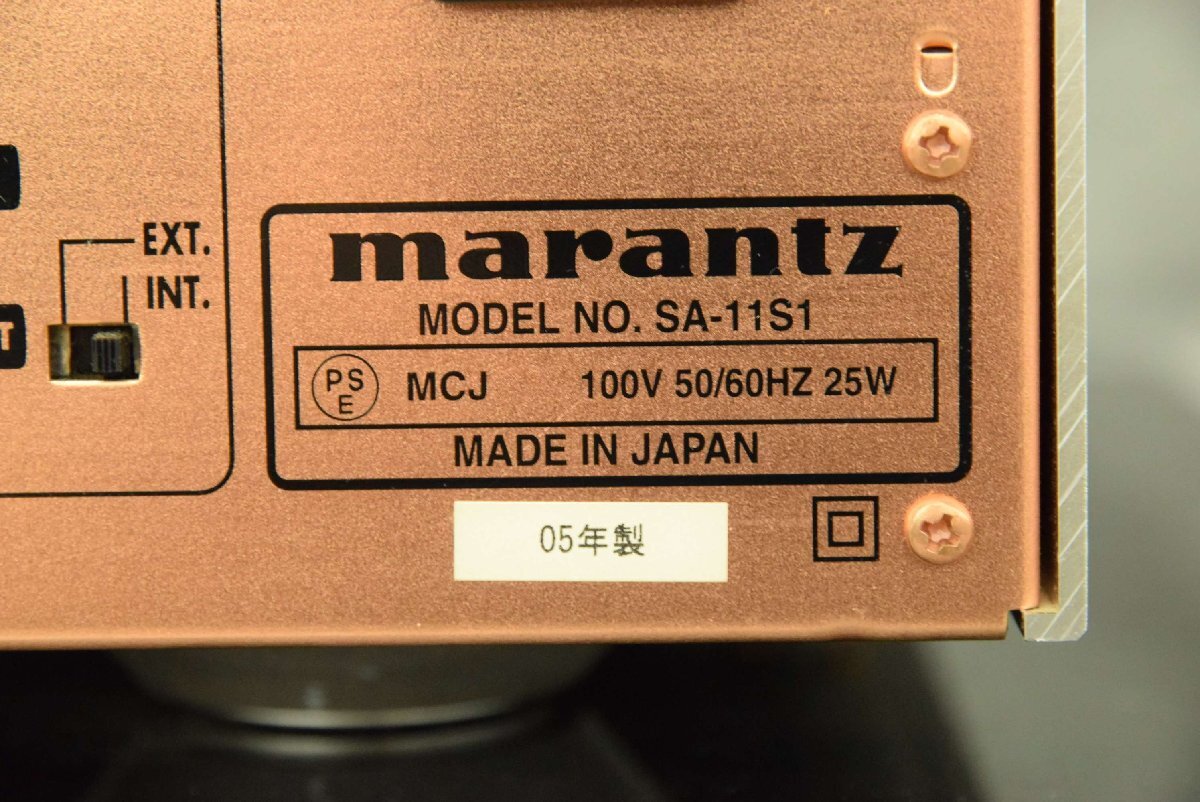 EXT.
INT.
T
marantz
MODEL NO. SA-11S1
PS
E
MCJ 100V 50/60HZ 25W
MADE IN JAPAN
05年製